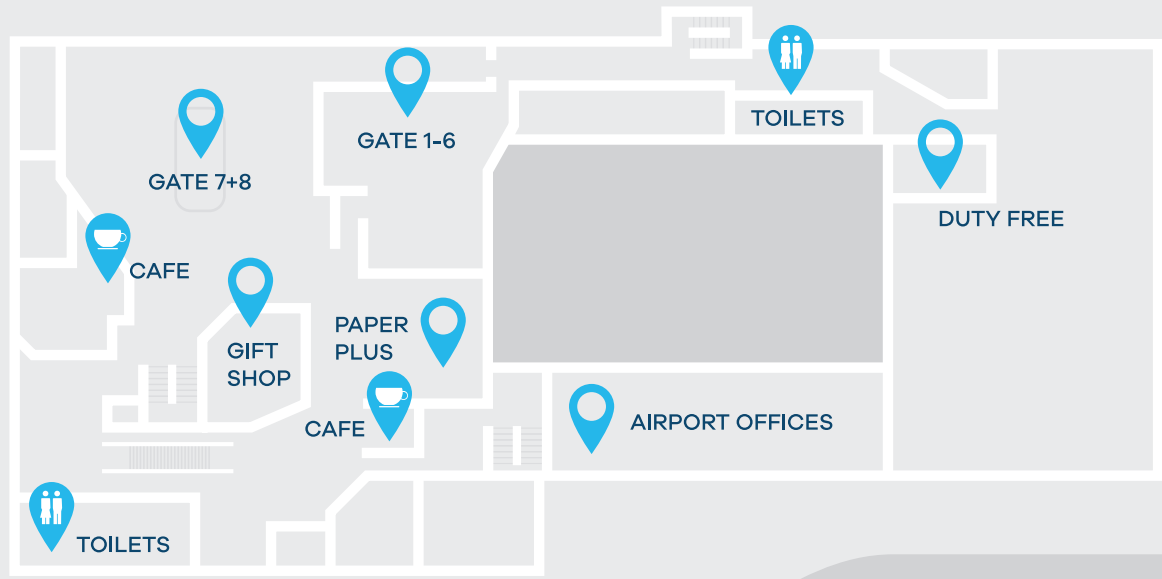 TOILETS
GATE 1-6
GATE 7+8
DUTY FREE
CAFE
PAPER
PLUS
GIFT
SHOP
CAFE
AIRPORT OFFICES
TOILETS